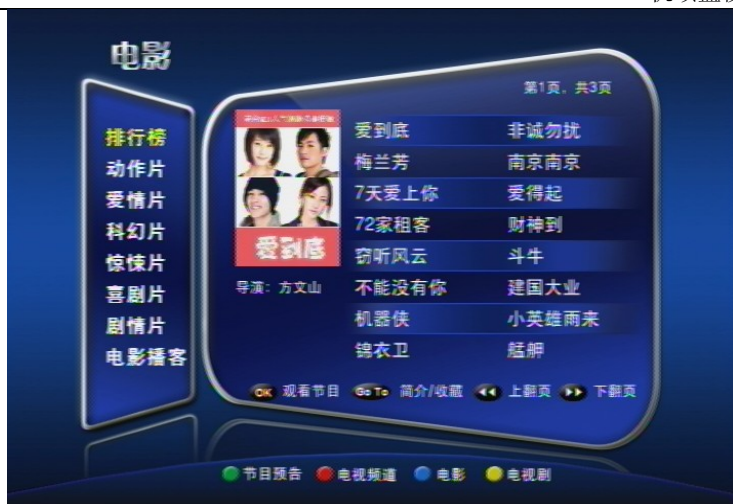 电影
第1页，共3页
排行榜
动作片
爱情片
科幻片
惊悚片
喜剧片
剧情片
电影播客
爱到底
导演：方文山
爱到底 非诚勿扰
梅兰芳 南京南京
7天爱上你 爱得起
72家租客 财神到
窃听风云 斗牛
不能没有你 建国大业
机器侠 小英雄雨来
锦衣卫 艋舺
OK 观看节目 Go To 简介/收藏 上翻页 下翻页
节目预告 电视频道 电影 电视剧